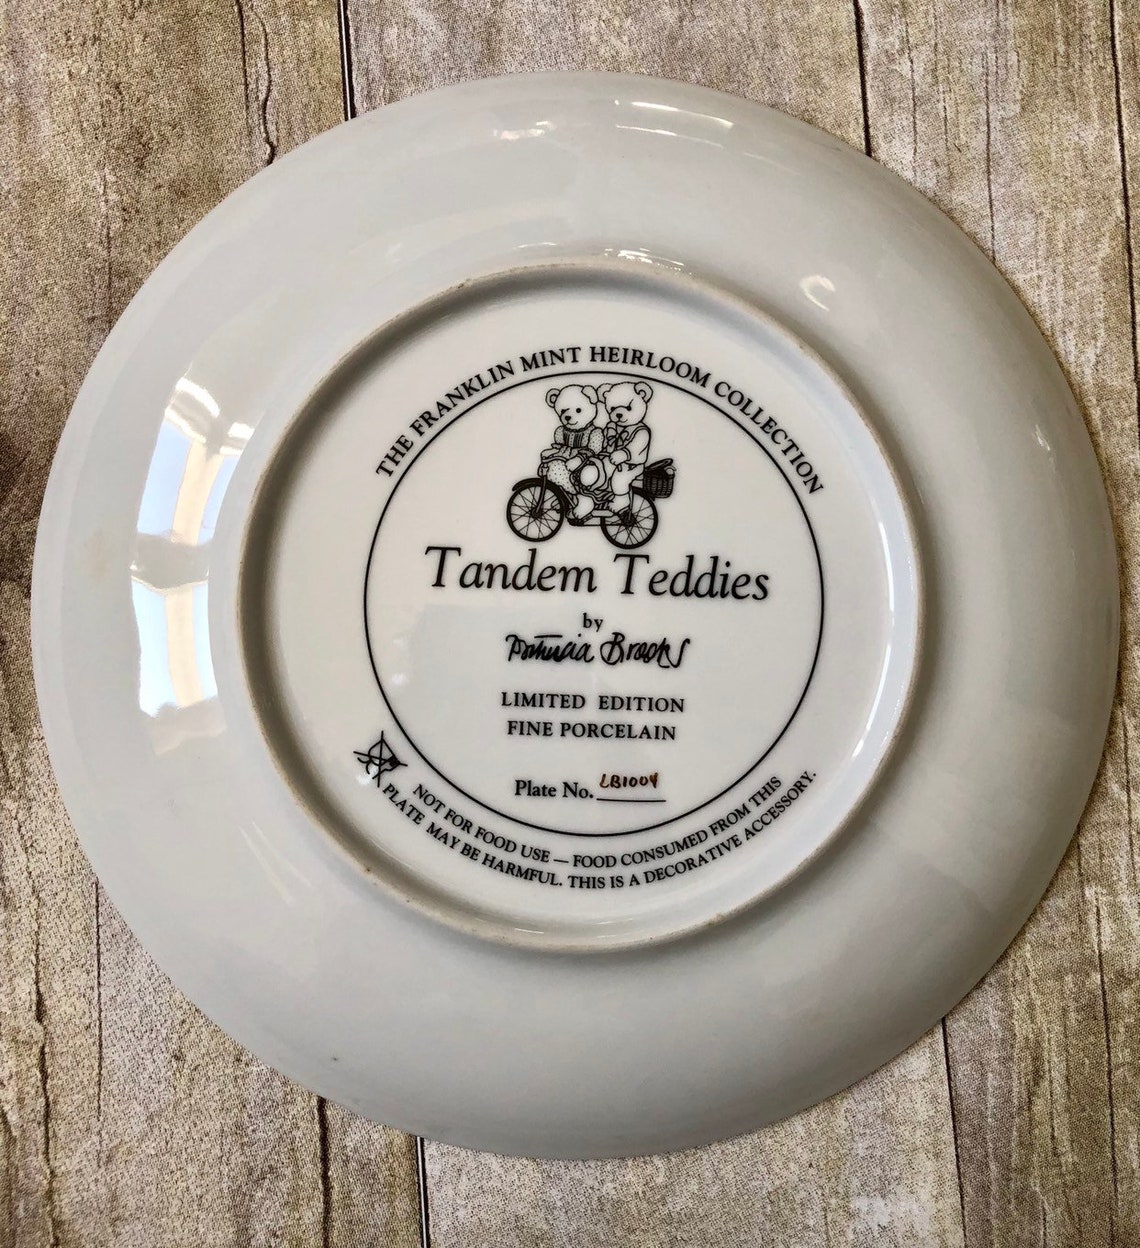 THE FRANKLIN MINT HEIRLOOM COLLECTION
Tandem Teddies
by
Patricia Brooks
LIMITED EDITION
FINE PORCELAIN
Plate No. LB1004
NOT FOR FOOD USE — FOOD CONSUMED FROM THIS
PLATE MAY BE HARMFUL. THIS IS A DECORATIVE ACCESSORY.